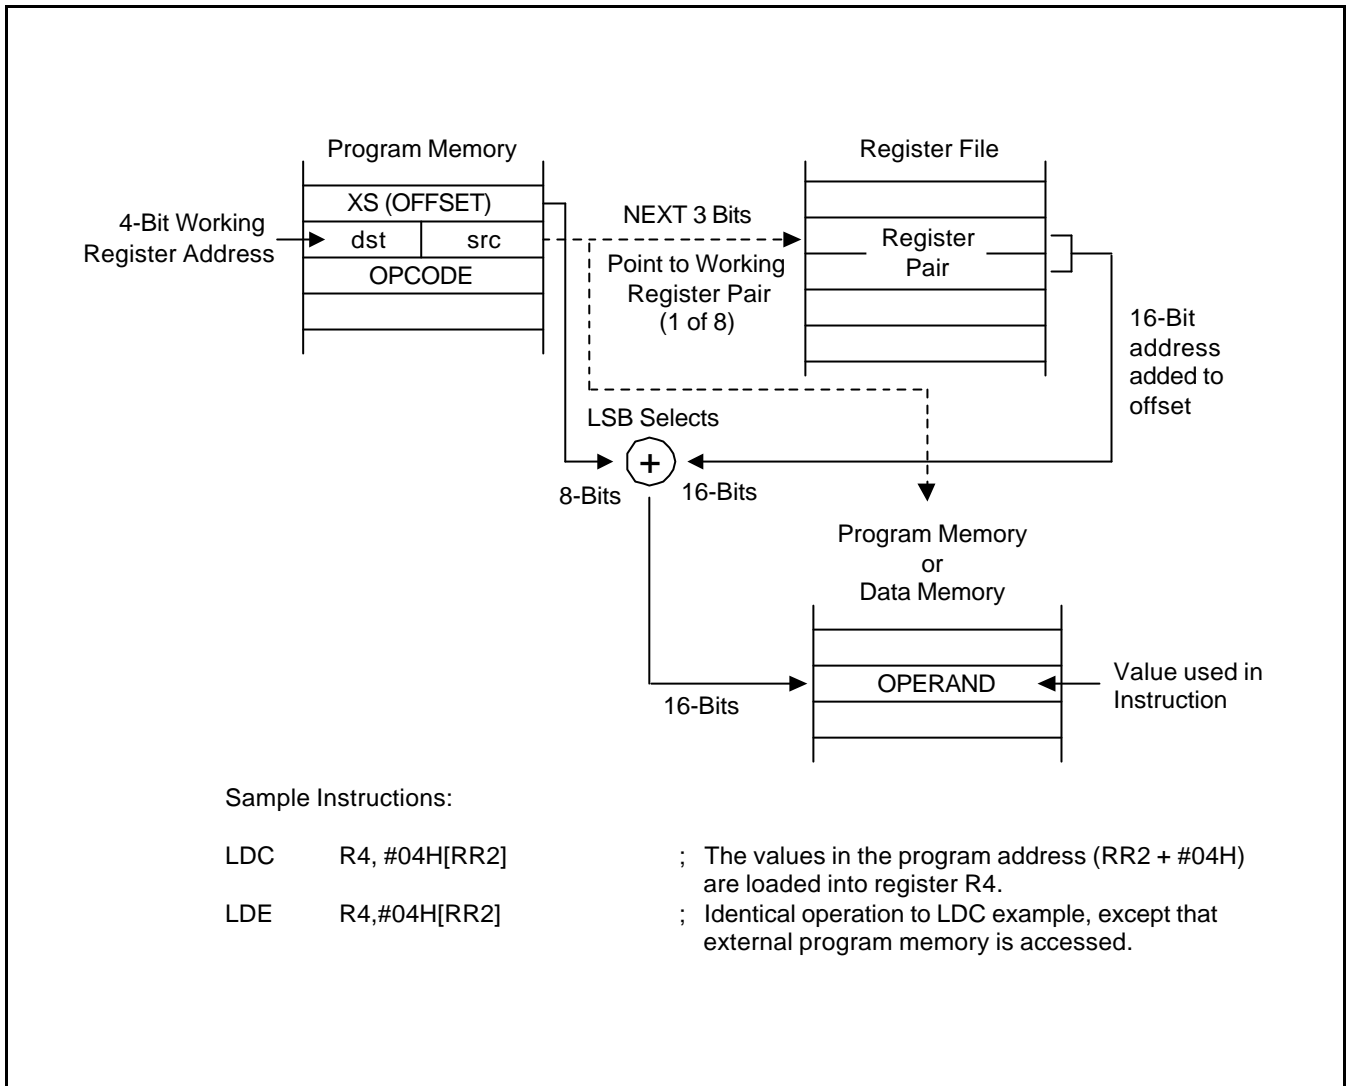 Program Memory
Register File
XS (OFFSET)
4-Bit Working
Register Address
dst
src
OPCODE
NEXT 3 Bits
Point to Working
Register Pair
(1 of 8)
Register
Pair
16-Bit
address
added to
offset
LSB Selects
+
8-Bits
16-Bits
Program Memory
or
Data Memory
OPERAND
Value used in
Instruction
16-Bits
Sample Instructions:
LDC R4, #04H[RR2] ; The values in the program address (RR2 + #04H)
are loaded into register R4.
LDE R4,#04H[RR2] ; Identical operation to LDC example, except that
external program memory is accessed.